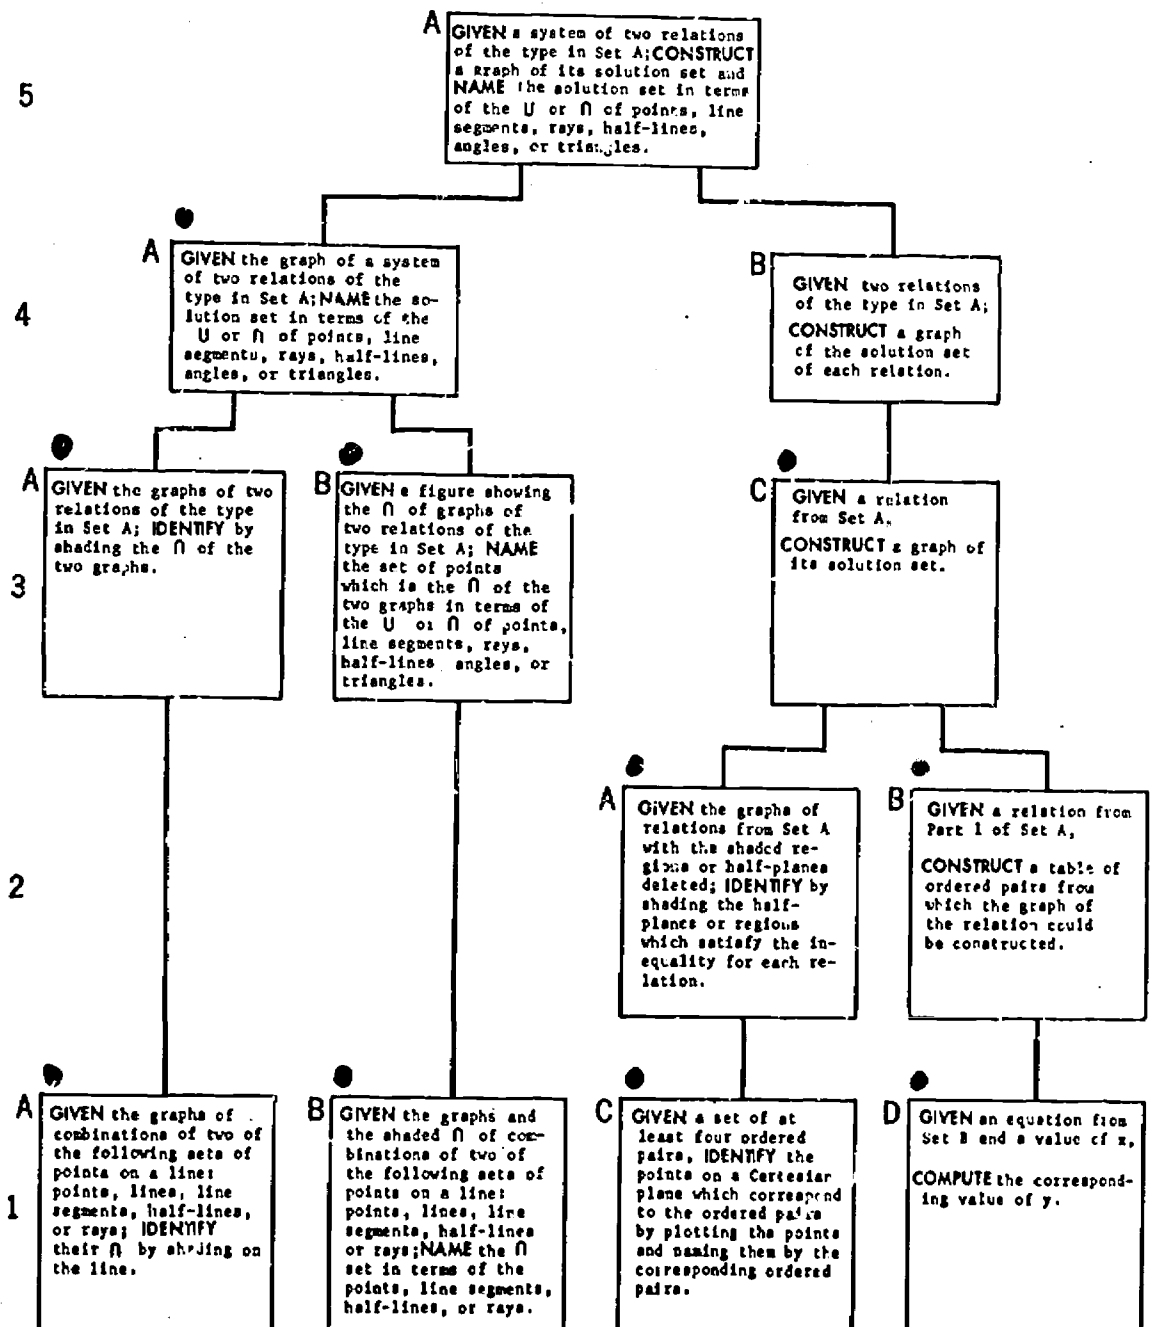 5
A
GIVEN a system of two relations
of the type in Set A; CONSTRUCT
a graph of its solution set and
NAME the solution set in terms
of the U or ∩ of points, line
segments, rays, half-lines,
angles, or triangles.
4
A
GIVEN the graph of a system
of two relations of the
type in Set A; NAME the so-
lution set in terms of the
U or ∩ of points, line
segments, rays, half-lines,
angles, or triangles.
B
GIVEN two relations
of the type in Set A;
CONSTRUCT a graph
of the solution set
of each relation.
3
A
GIVEN the graphs of two
relations of the type
in Set A; IDENTIFY by
shading the ∩ of the
two graphs.
B
GIVEN a figure showing
the ∩ of graphs of
two relations of the
type in Set A; NAME
the set of points
which is the ∩ of the
two graphs in terms of
the U or ∩ of points,
line segments, rays,
half-lines angles, or
triangles.
C
GIVEN a relation
from Set A,
CONSTRUCT a graph of
its solution set.
2
A
GIVEN the graphs of
relations from Set A
with the shaded re-
gions or half-planes
deleted; IDENTIFY by
shading the half-
planes or regions
which satisfy the in-
equality for each re-
lation.
B
GIVEN a relation from
Part 1 of Set A,
CONSTRUCT a table of
ordered pairs from
which the graph of
the relation could
be constructed.
1
A
GIVEN the graphs of
combinations of two of
the following sets of
points on a line:
points, lines, line
segments, half-lines,
or rays; IDENTIFY
their ∩ by shading on
the line.
B
GIVEN the graphs and
the shaded ∩ of com-
binations of two of
the following sets of
points on a line:
points, lines, line
segments, half-lines
or rays; NAME the ∩
set in terms of the
points, line segments,
half-lines, or rays.
C
GIVEN a set of at
least four ordered
pairs, IDENTIFY the
points on a Cartesian
plane which correspond
to the ordered pairs
by plotting the points
and naming them by the
corresponding ordered
pairs.
D
GIVEN an equation from
Set B and a value of x,
COMPUTE the correspond-
ing value of y.